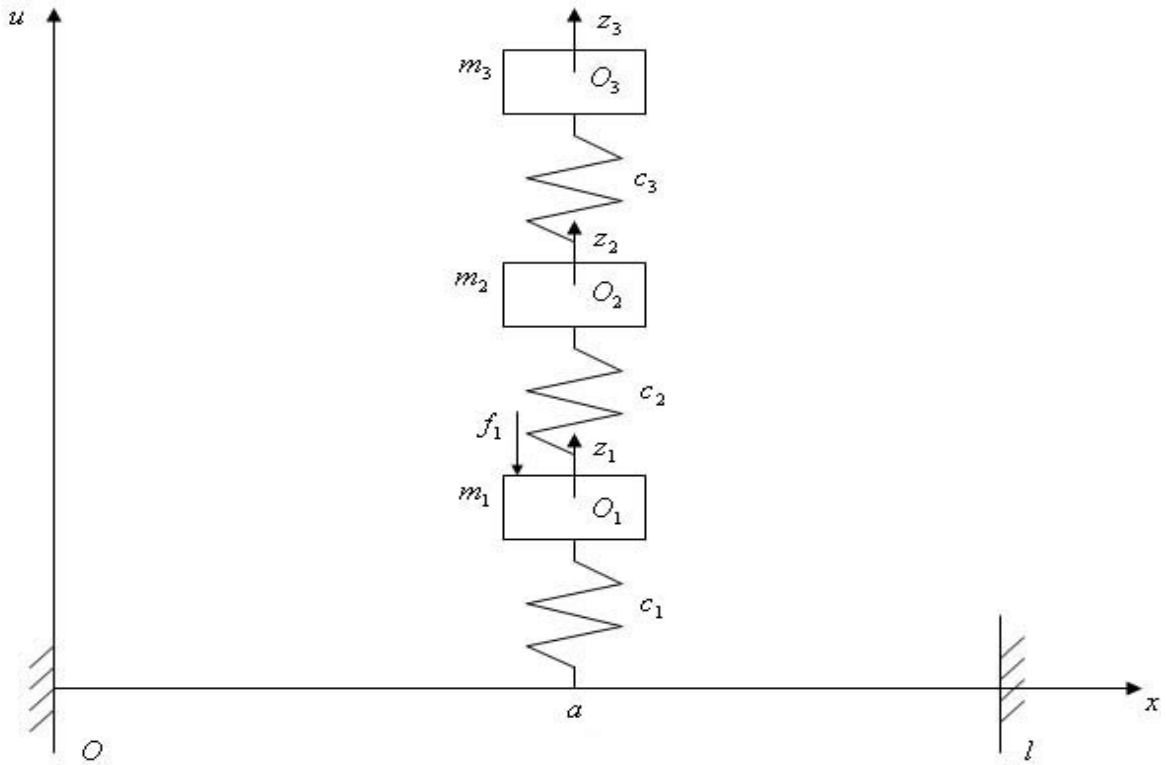 u
z₃
m₃
O₃
c₃
z₂
m₂
O₂
c₂
f₁
z₁
m₁
O₁
c₁
a
x
O
l